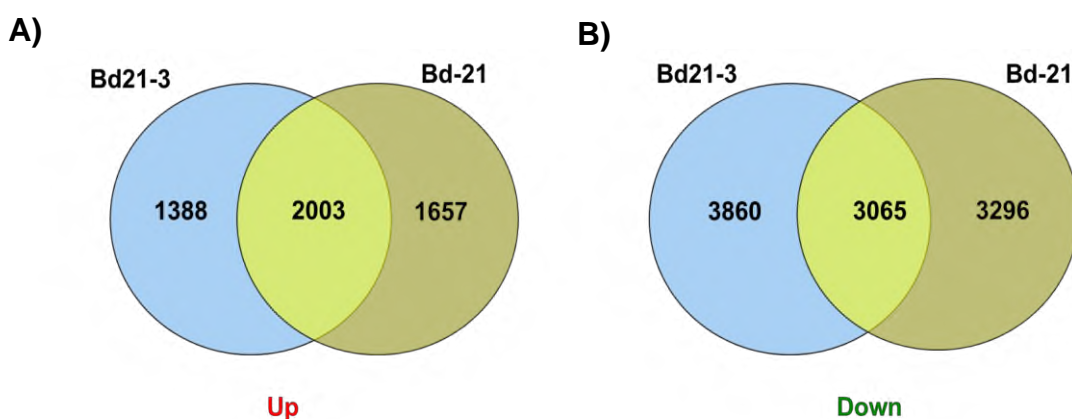 A)
Bd21-3
Bd-21
1388
2003
1657
Up
B)
Bd21-3
Bd-21
3860
3065
3296
Down